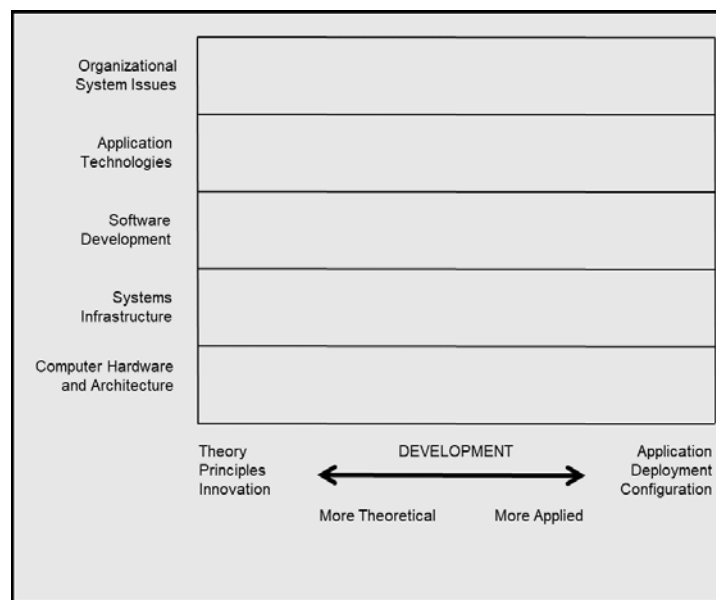 Organizational
System Issues
Application
Technologies
Software
Development
Systems
Infrastructure
Computer Hardware
and Architecture
Theory
Principles
Innovation
DEVELOPMENT
Application
Deployment
Configuration
More Theoretical
More Applied